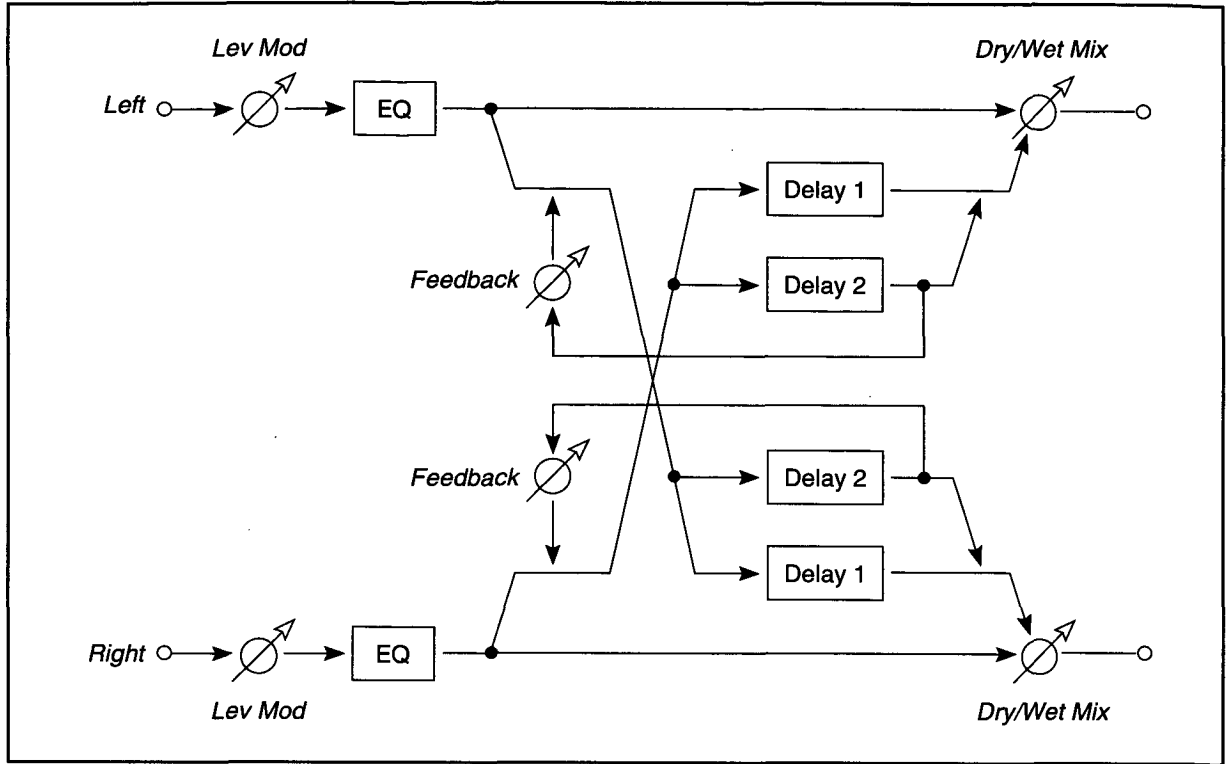 Lev Mod
Dry/Wet Mix
Left
EQ
Delay 1
Feedback
Delay 2
Feedback
Delay 2
Delay 1
Right
EQ
Lev Mod
Dry/Wet Mix